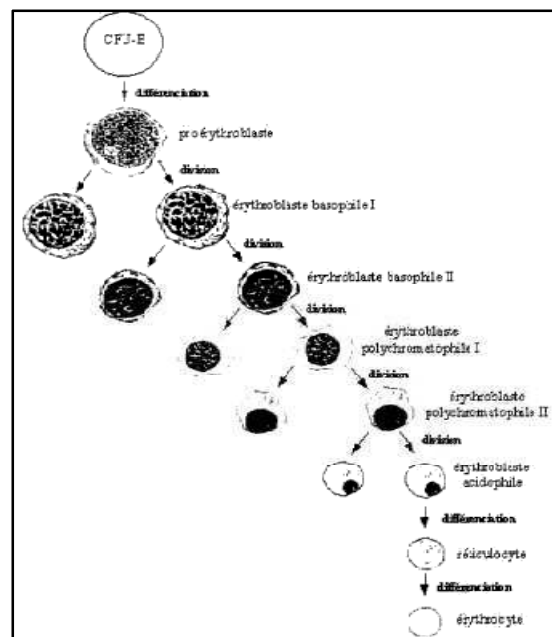 CFU-E
différenciation
proérythroblaste
division
érythroblaste basophile I
division
érythroblaste basophile II
division
érythroblaste
polychromatophile I
division
érythroblaste
polychromatophile II
division
érythroblaste
acidophile
différenciation
réticulocyte
différenciation
érythrocyte